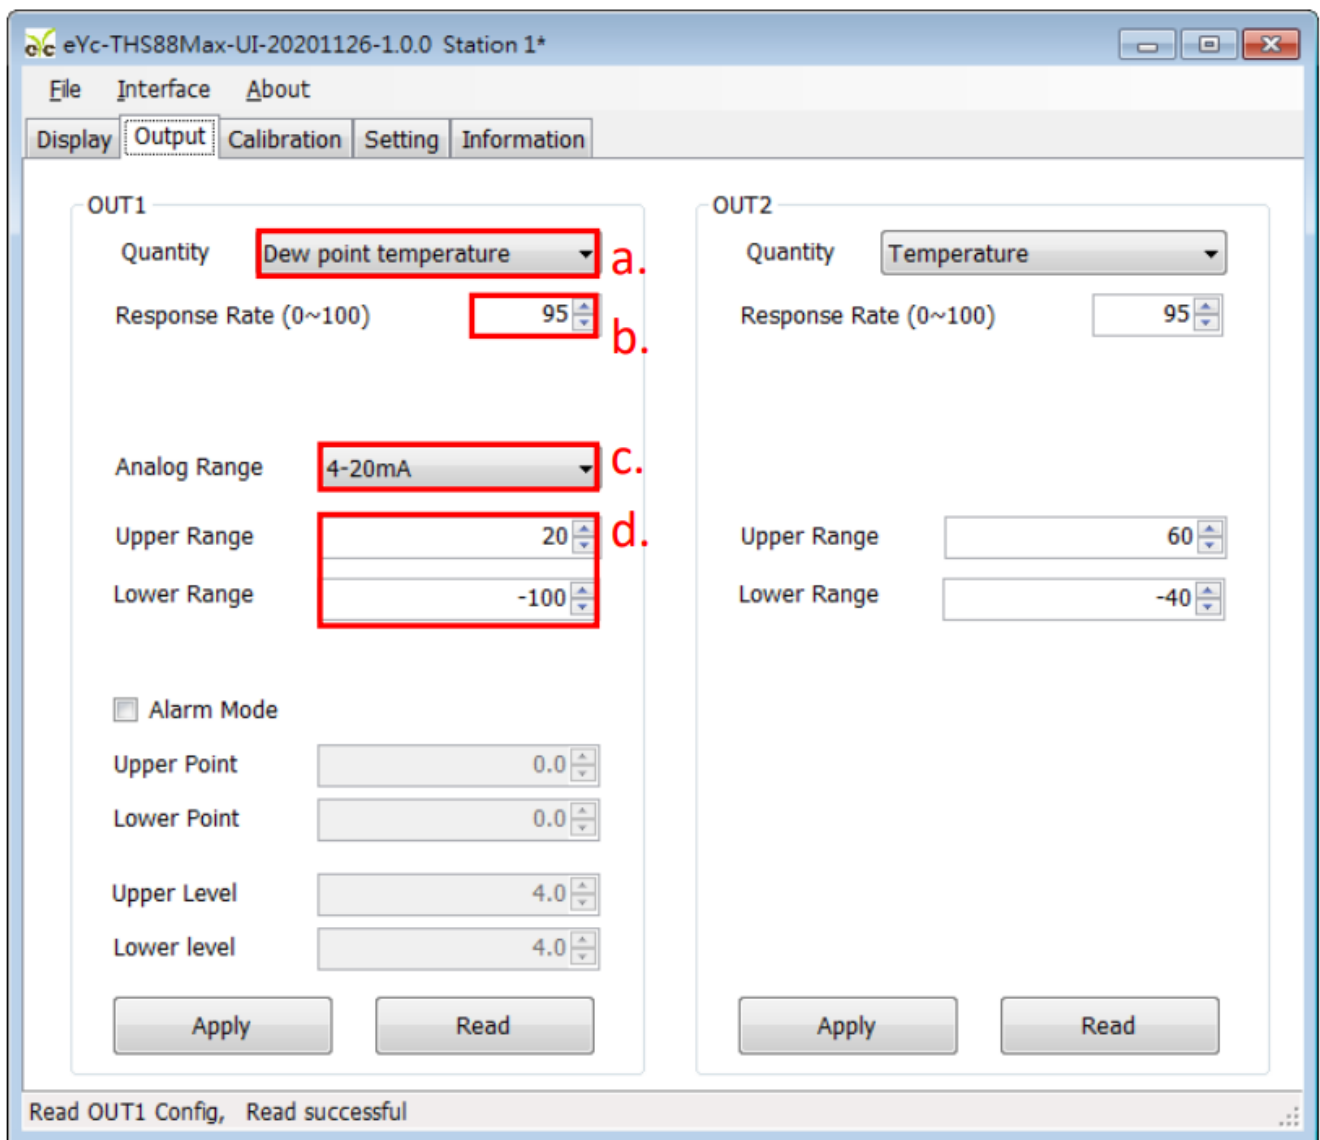 eYc eYc-THS88Max-UI-20201126-1.0.0 Station 1*
File Interface About
Display Output Calibration Setting Information
OUT1
Quantity Dew point temperature a.
Response Rate (0~100) 95 b.
Analog Range 4-20mA c.
Upper Range 20 d.
Lower Range -100
Alarm Mode
Upper Point 0.0
Lower Point 0.0
Upper Level 4.0
Lower level 4.0
Apply Read
OUT2
Quantity Temperature
Response Rate (0~100) 95
Upper Range 60
Lower Range -40
Apply Read
Read OUT1 Config, Read successful